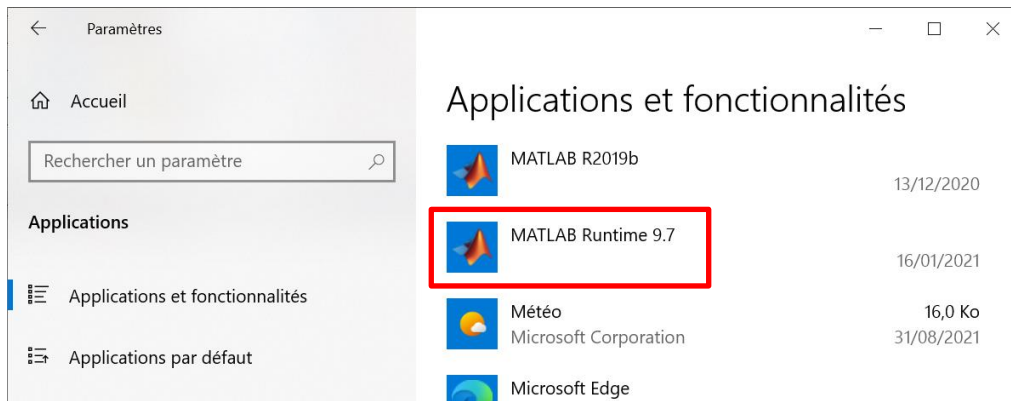 Paramètres
Accueil
Rechercher un paramètre
Applications
Applications et fonctionnalités
Applications par défaut
Applications et fonctionnalités
MATLAB R2019b
13/12/2020
MATLAB Runtime 9.7
16/01/2021
Météo
16,0 Ko
Microsoft Corporation
31/08/2021
Microsoft Edge